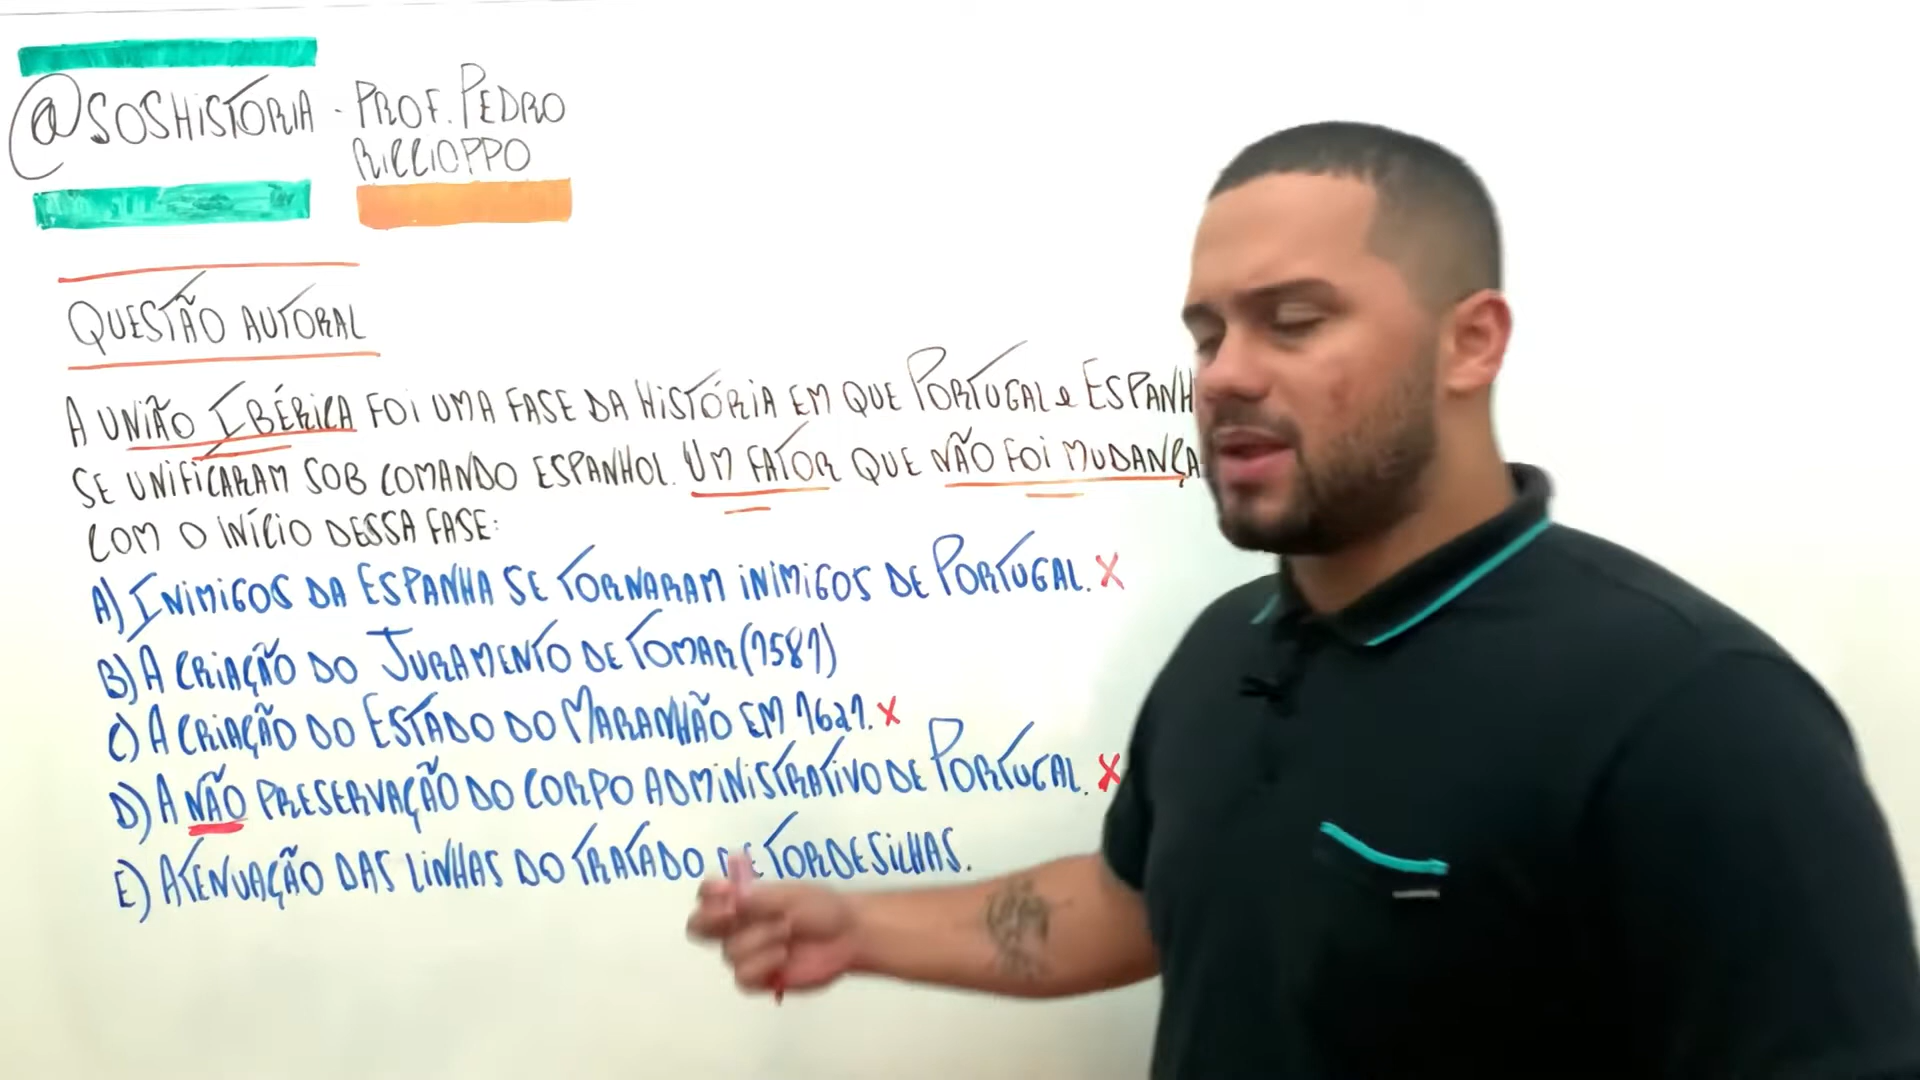 @SOSHISTÓRIA - PROF. PEDRO
RICCIOPPO
QUESTÃO AUTORAL
A UNIÃO IBÉRICA FOI UMA FASE DA HISTÓRIA EM QUE PORTUGAL e ESPANH
SE UNIFICARAM SOB COMANDO ESPANHOL. UM FATOR QUE NÃO FOI MUDANÇA
COM O INÍCIO DESSA FASE:
A) INIMIGOS DA ESPANHA SE TORNARAM INIMIGOS DE PORTUGAL. X
B) A CRIAÇÃO DO JURAMENTO DE TOMAR (1581)
C) A CRIAÇÃO DO ESTADO DO MARANHÃO EM 1621. X
D) A NÃO PRESERVAÇÃO DO CORPO ADMINISTRATIVO DE PORTUGAL. X
E) ATENUAÇÃO DAS LINHAS DO TRATADO DE TORDESILHAS.